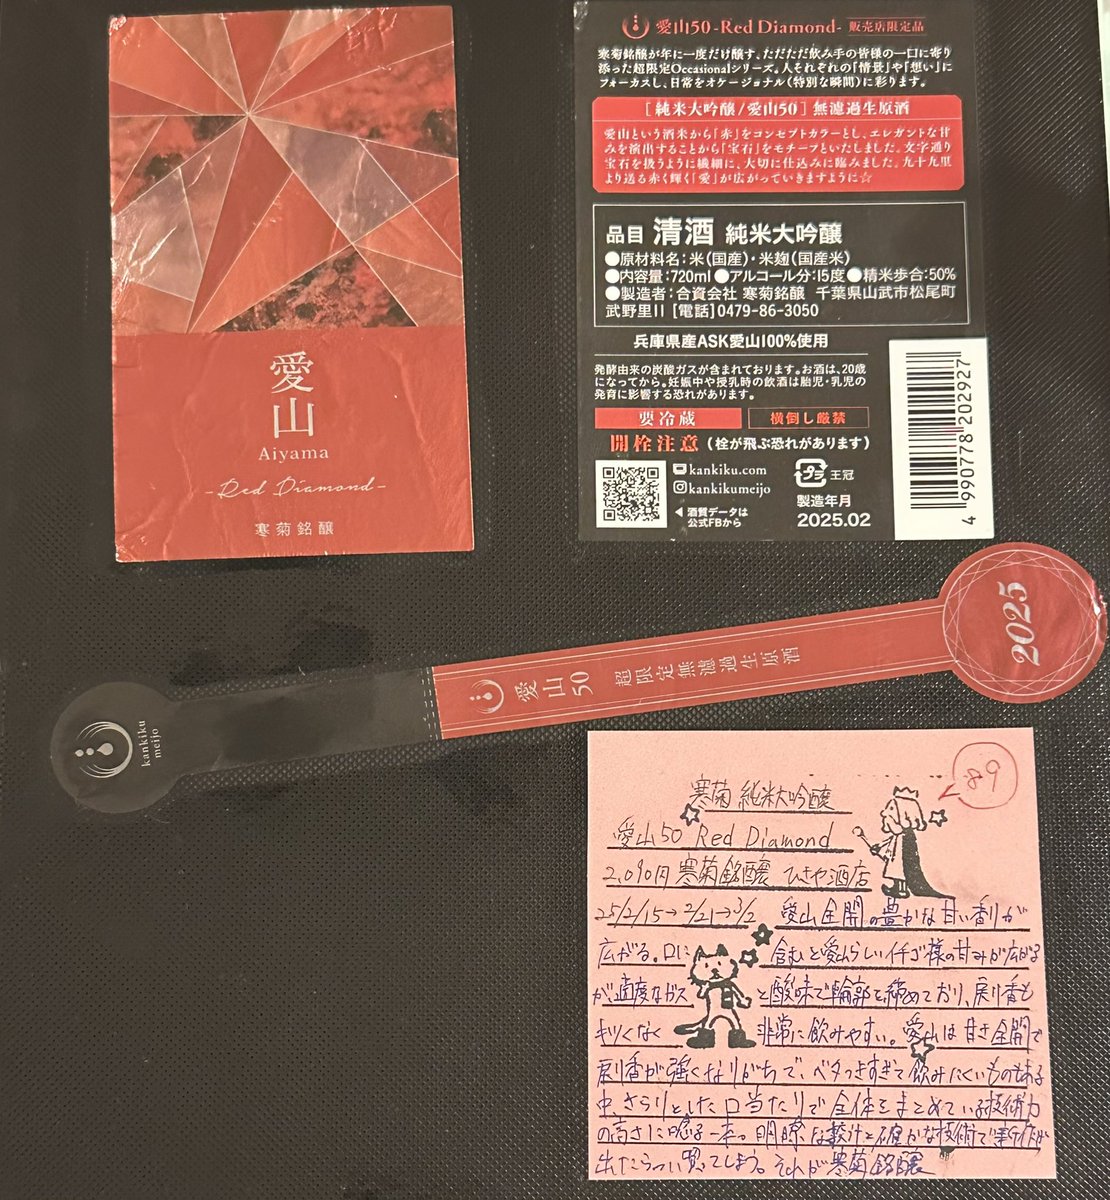 愛山
Aiyama
-Red Diamond-
寒菊銘醸
愛山50-Red Diamond- 販売店限定品
寒菊銘醸が年に一度だけ醸す、ただただ飲み手の皆様の一口に寄り
添った超限定Occasionalシリーズ。人それぞれの「情景」や「想い」に
フォーカスし、日常をオケージョナル(特別な瞬間)に彩ります。
[純米大吟醸/愛山50]無濾過生原酒
愛山という酒米から「赤」をコンセプトカラーとし、エレガントな甘
みを演出することから「宝石」をモチーフといたしました。文字通り
宝石を扱うように繊細に、大切に仕込みに臨みました。九十九里
より送る赤く輝く「愛」が広がっていきますように☆
品目 清酒 純米大吟醸
●原材料名:米(国産)・米麹(国産米)
●内容量:720ml ●アルコール分:15度 ●精米歩合:50%
●製造者:合資会社 寒菊銘醸 千葉県山武市松尾町
武野里11 [電話]0479-86-3050
兵庫県産ASK愛山100%使用
発酵由来の炭酸ガスが含まれております。お酒は、20歳
になってから。妊娠中や授乳時の飲酒は胎児・乳児の
発育に影響する恐れがあります。
要冷蔵 横倒し厳禁
開栓注意(栓が飛ぶ恐れがあります)
kankiku.com
kankikumeijo
◀酒質データは
公式FBから
プラ 王冠
製造年月
2025.02
4 990778 202927
kankiku
meijo
愛山50 超限定無濾過生原酒
2025
89
寒菊 純米大吟醸
愛山50 Red Diamond
2,090円 寒菊銘醸 ひきや酒店
25/2/15→2/21→3/2 愛山全開の豊かな甘い香りが
広がる。口に含むと愛山らしいイチゴ様の甘みが広がる
が適度なガスと酸味で輪郭を締めており、戻り香も
キツくなく非常に飲みやすい。愛山は甘さ全開で
戻り香が強くなりがちで、ベタつきすぎて飲みにくいものもある
中、さらりとした口当たりで全体をまとめている技術力
の高さに唸る一本。明瞭な設計と確かな技術で新作が
出たらつい買ってしまう。それが寒菊銘醸